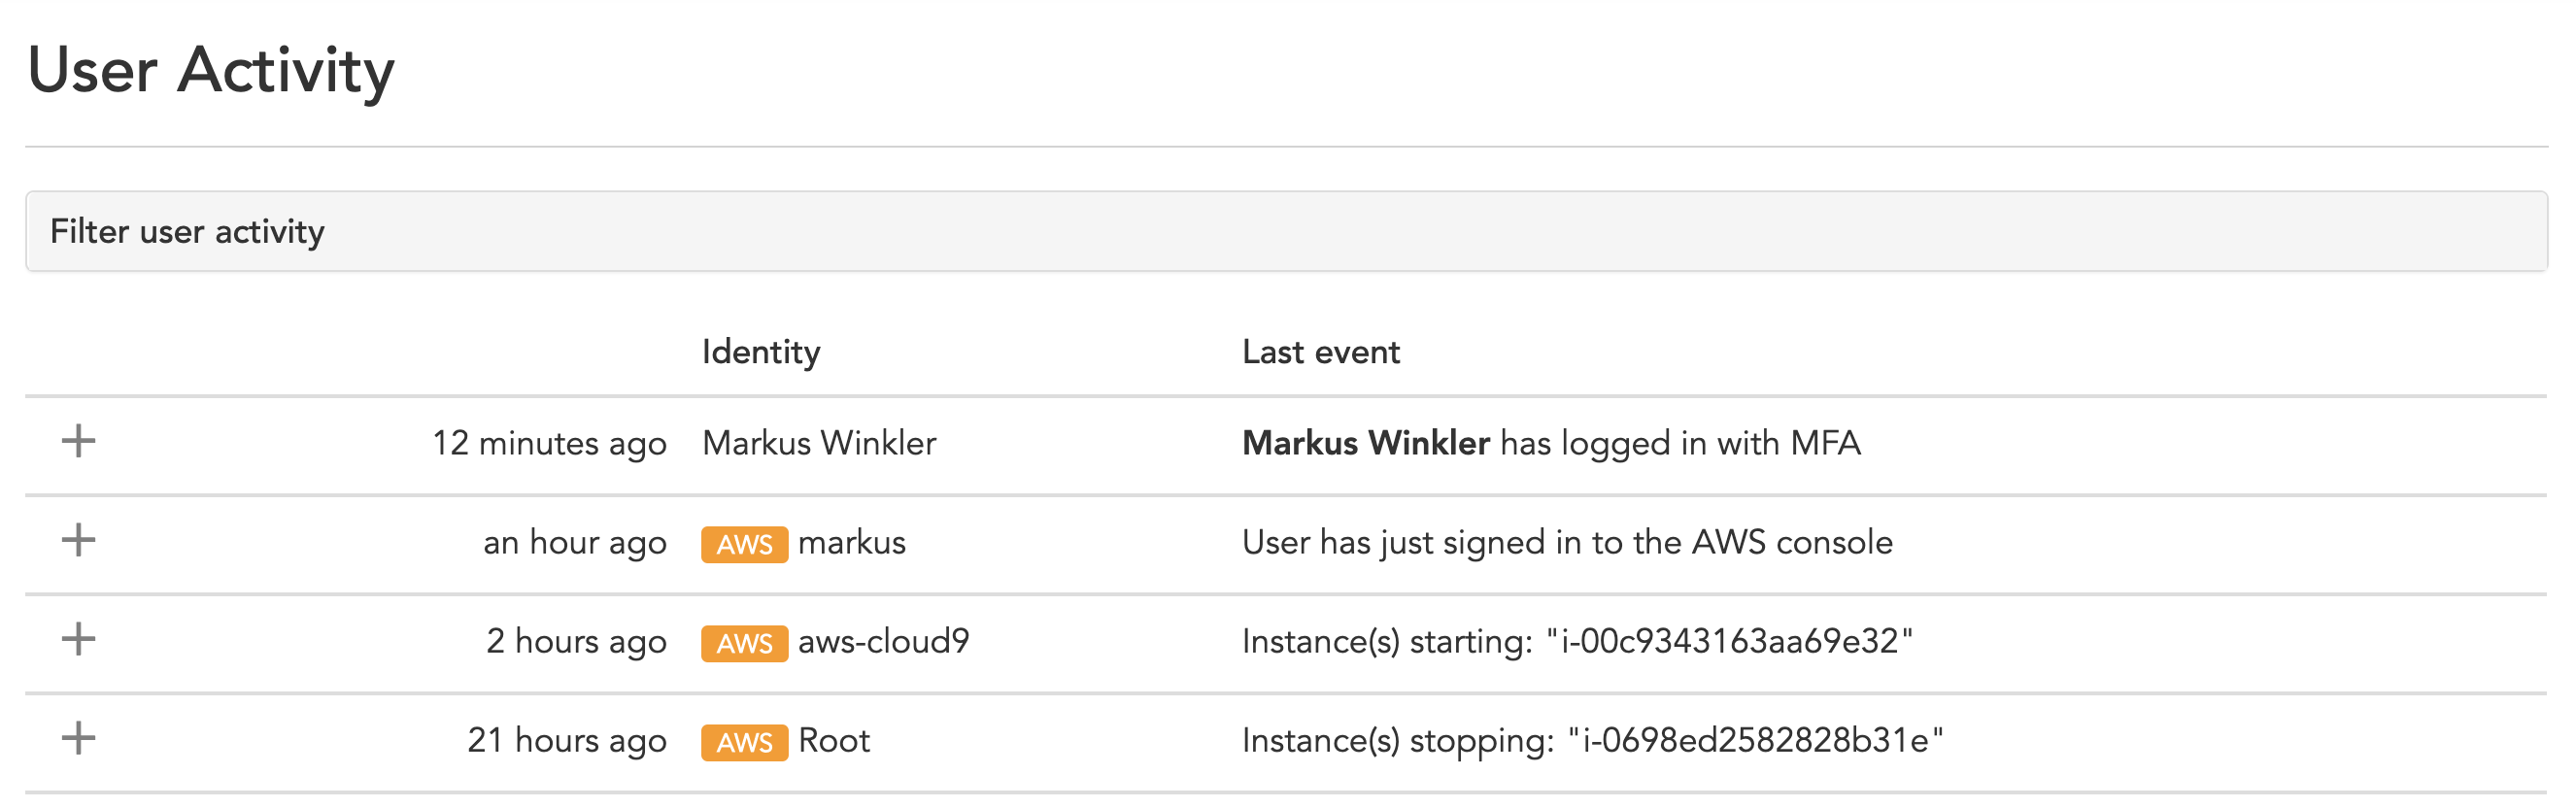 User Activity
Filter user activity
Identity Last event
12 minutes ago Markus Winkler Markus Winkler has logged in with MFA
an hour ago AWS markus User has just signed in to the AWS console
2 hours ago AWS aws-cloud9 Instance(s) starting: "i-00c9343163aa69e32"
21 hours ago AWS Root Instance(s) stopping: "i-0698ed2582828b31e"